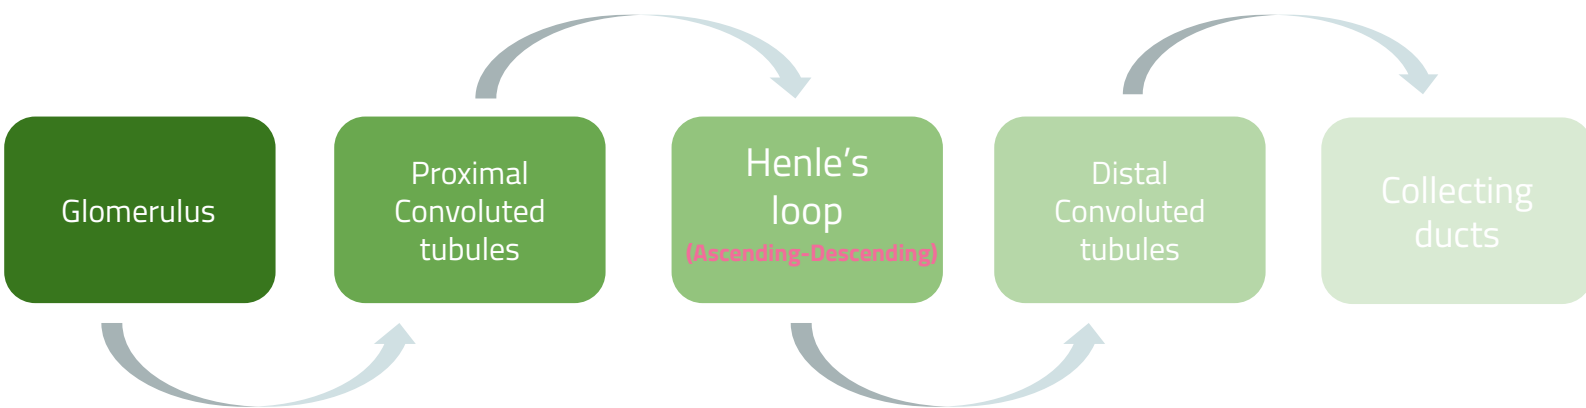 Glomerulus
Proximal
Convoluted
tubules
Henle’s
loop
(Ascending-Descending)
Distal
Convoluted
tubules
Collecting
ducts